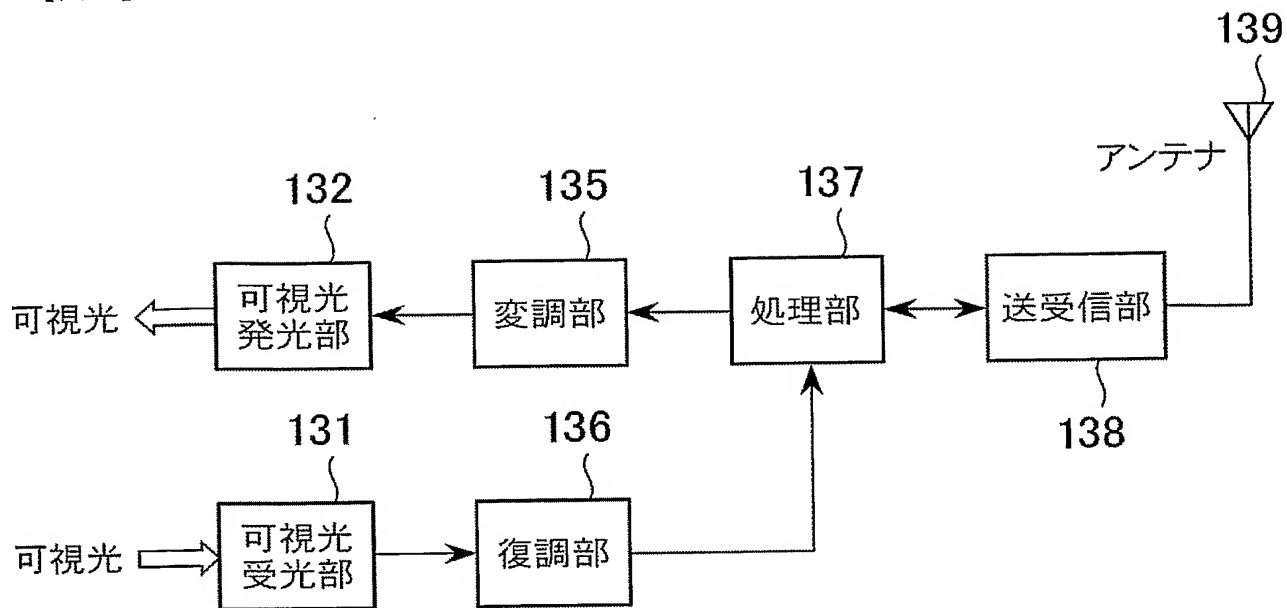 139
アンテナ
132
135
137
可視光
可視光
発光部
変調部
処理部
送受信部
131
136
138
可視光
可視光
受光部
復調部